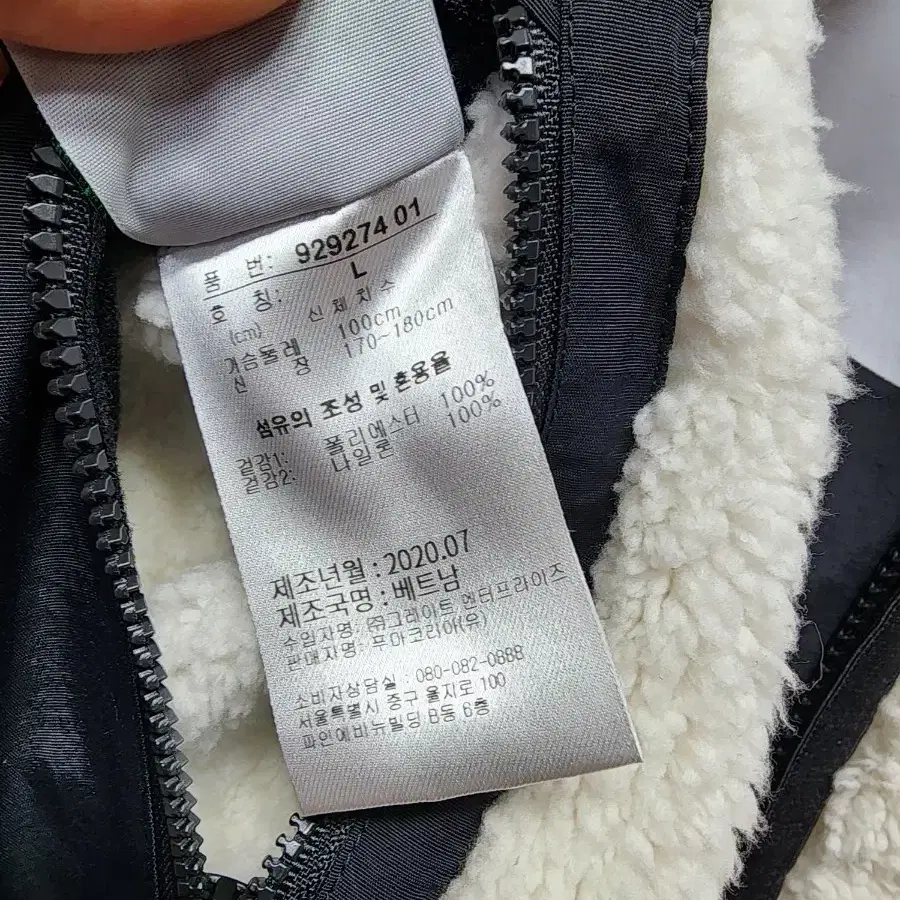 품 번: 929274 01
호 칭: L
(cm) 신체치수
가슴둘레 100cm
신 장 170~180cm
섬유의 조성 및 혼용율
겉감1: 폴리에스터 100%
겉감2: 나일론 100%
제조년월 : 2020.07
제조국명 : 베트남
수입자명: ㈜그레이트 엔터프라이즈
판매자명: 푸마코리아(유)
소비자상담실 : 080-082-0888
서울특별시 중구 을지로 100
파인에비뉴빌딩 B동 6층